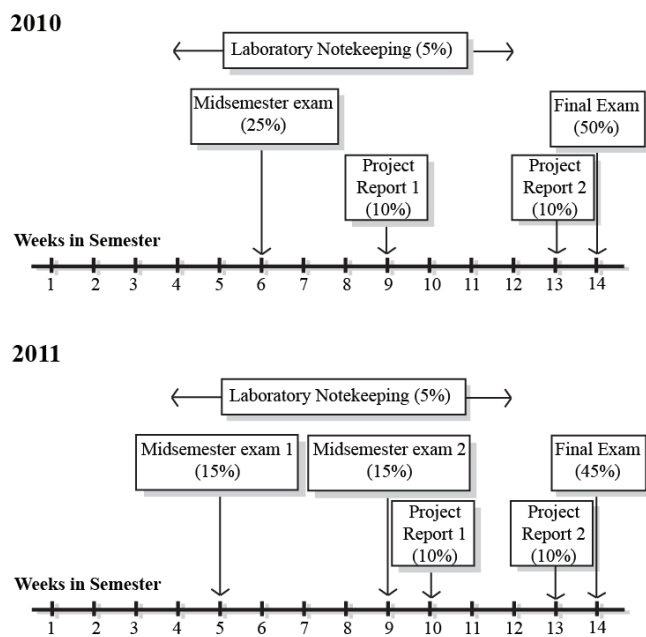 2010
Laboratory Notekeeping (5%)
Midsemester exam
(25%)
Final Exam
(50%)
Project
Report 1
(10%)
Project
Report 2
(10%)
Weeks in Semester
1 2 3 4 5 6 7 8 9 10 11 12 13 14
2011
Laboratory Notekeeping (5%)
Midsemester exam 1
(15%)
Midsemester exam 2
(15%)
Final Exam
(45%)
Project
Report 1
(10%)
Project
Report 2
(10%)
Weeks in Semester
1 2 3 4 5 6 7 8 9 10 11 12 13 14